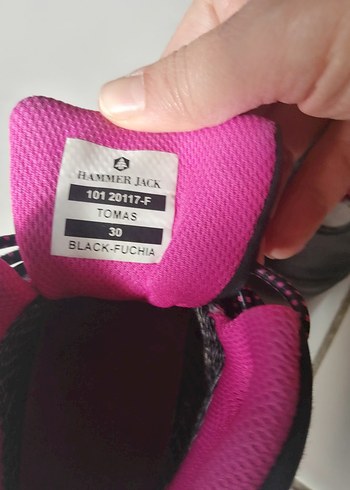 HAMMER JACK
101 20117-F
TOMAS
30
BLACK-FUCHIA